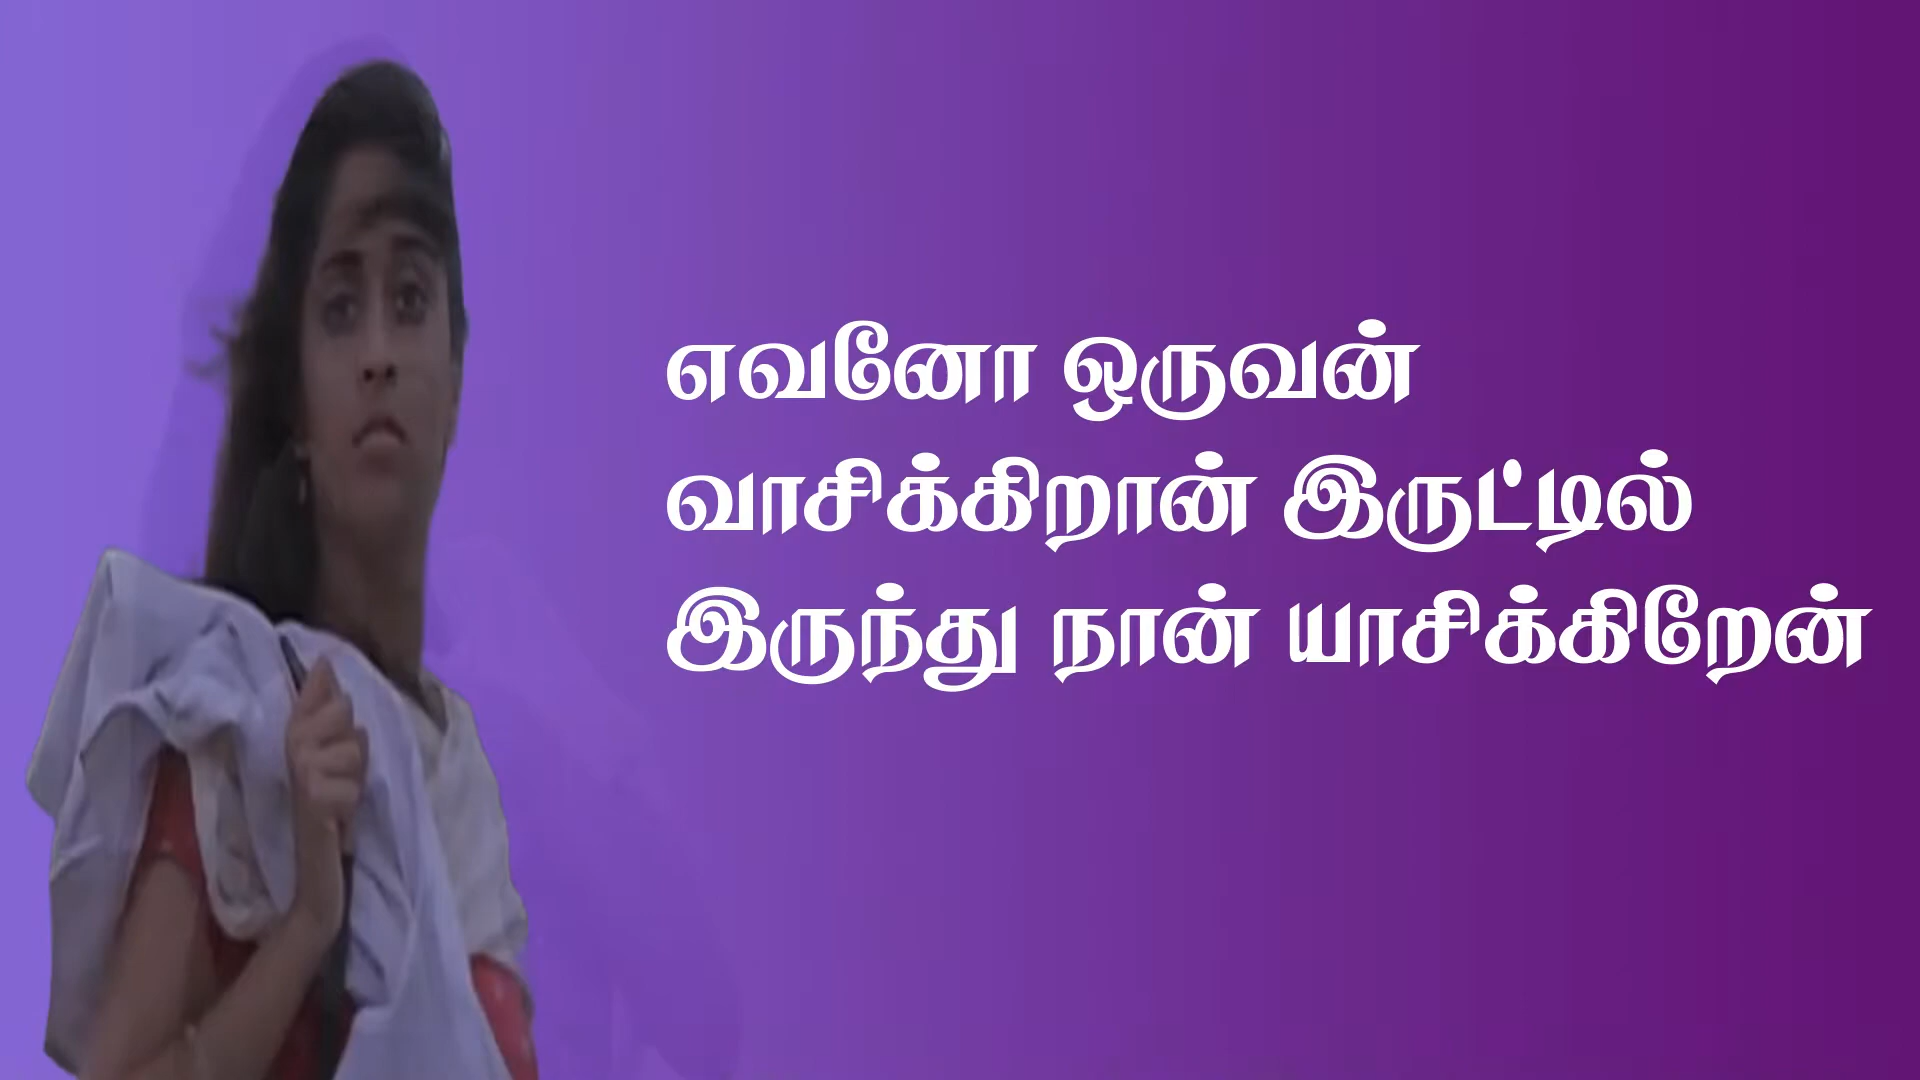 எவனோ ஒருவன்
வாசிக்கிறான் இருட்டில்
இருந்து நான் யாசிக்கிறேன்